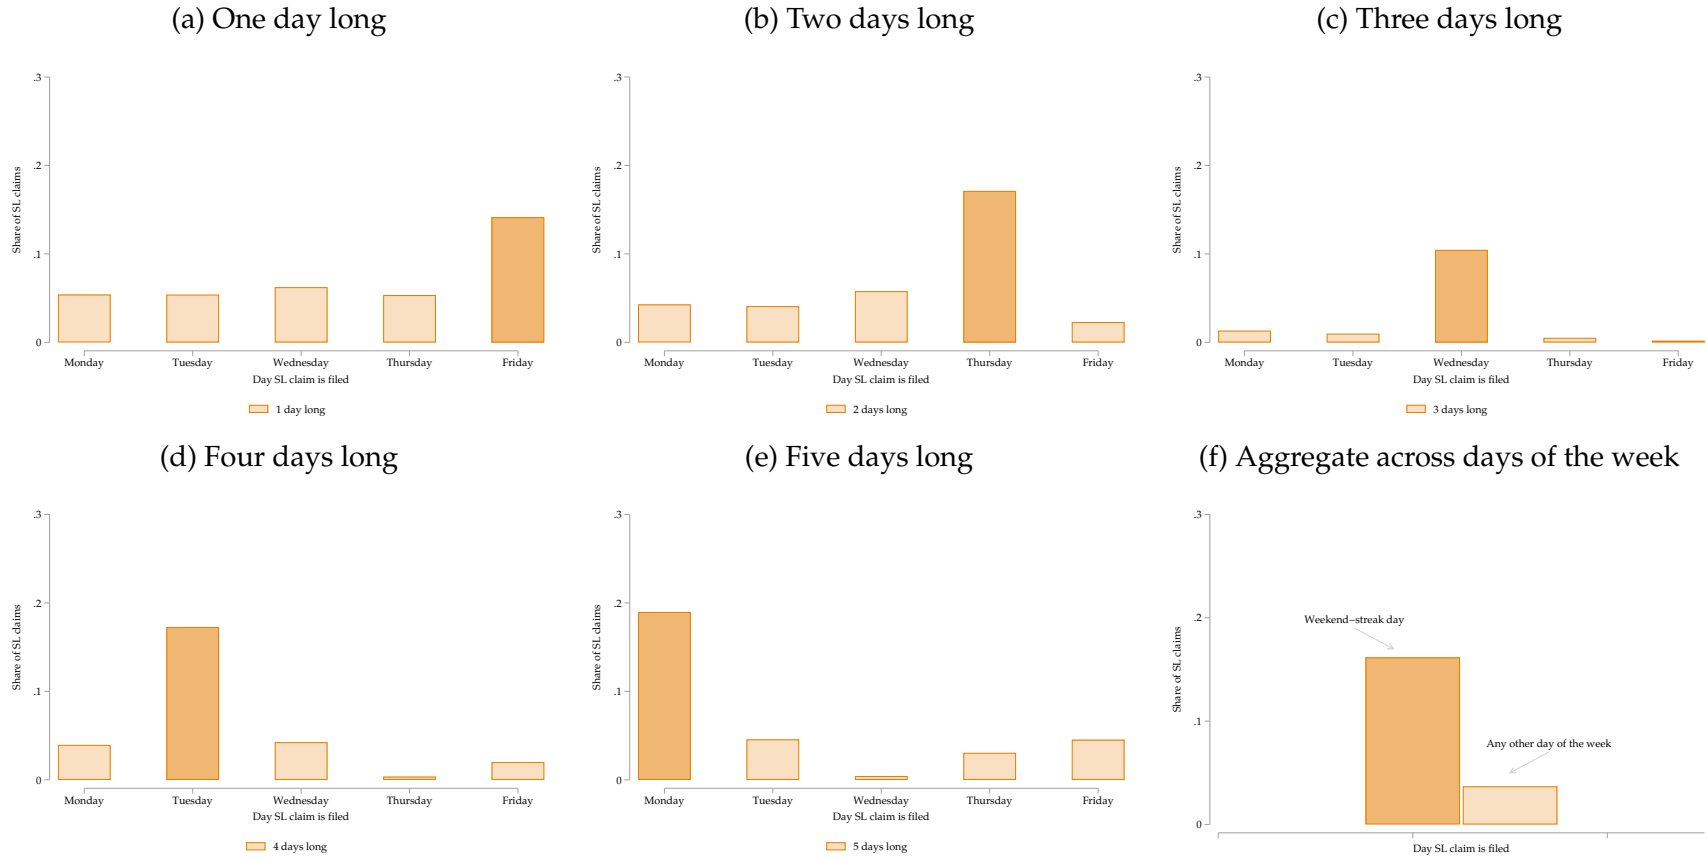 (a) One day long
.3
.2
.1
0
Share of SL claims
Monday Tuesday Wednesday Thursday Friday
Day SL claim is filed
1 day long
(b) Two days long
.3
.2
.1
0
Share of SL claims
Monday Tuesday Wednesday Thursday Friday
Day SL claim is filed
2 days long
(c) Three days long
.3
.2
.1
0
Share of SL claims
Monday Tuesday Wednesday Thursday Friday
Day SL claim is filed
3 days long
(d) Four days long
.3
.2
.1
0
Share of SL claims
Monday Tuesday Wednesday Thursday Friday
Day SL claim is filed
4 days long
(e) Five days long
.3
.2
.1
0
Share of SL claims
Monday Tuesday Wednesday Thursday Friday
Day SL claim is filed
5 days long
(f) Aggregate across days of the week
.3
.2
.1
0
Share of SL claims
Weekend−streak day
Any other day of the week
Day SL claim is filed